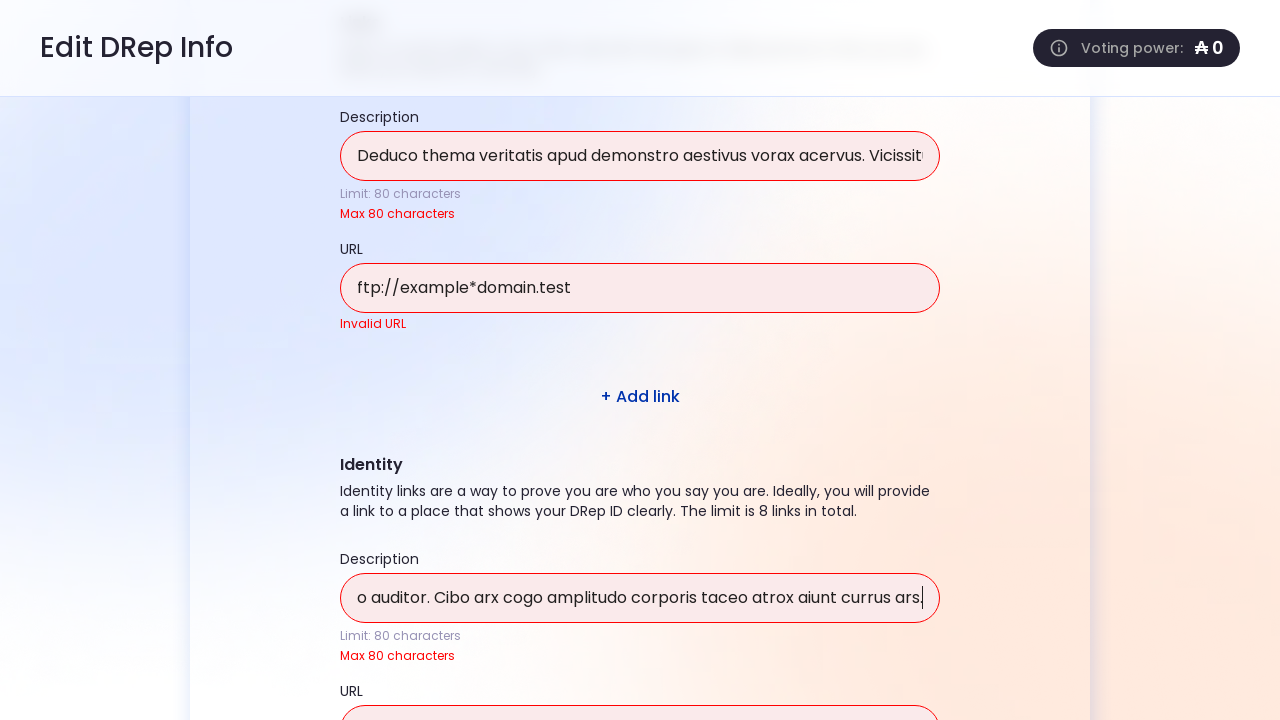 Edit DRep Info
Voting power: ₳ 0
Description
Deduco thema veritatis apud demonstro aestivus vorax acervus. Vicissit
Limit: 80 characters
Max 80 characters
URL
ftp://example*domain.test
Invalid URL
+ Add link
Identity
Identity links are a way to prove you are who you say you are. Ideally, you will provide
a link to a place that shows your DRep ID clearly. The limit is 8 links in total.
Description
o auditor. Cibo arx cogo amplitudo corporis taceo atrox aiunt currus ars.
Limit: 80 characters
Max 80 characters
URL